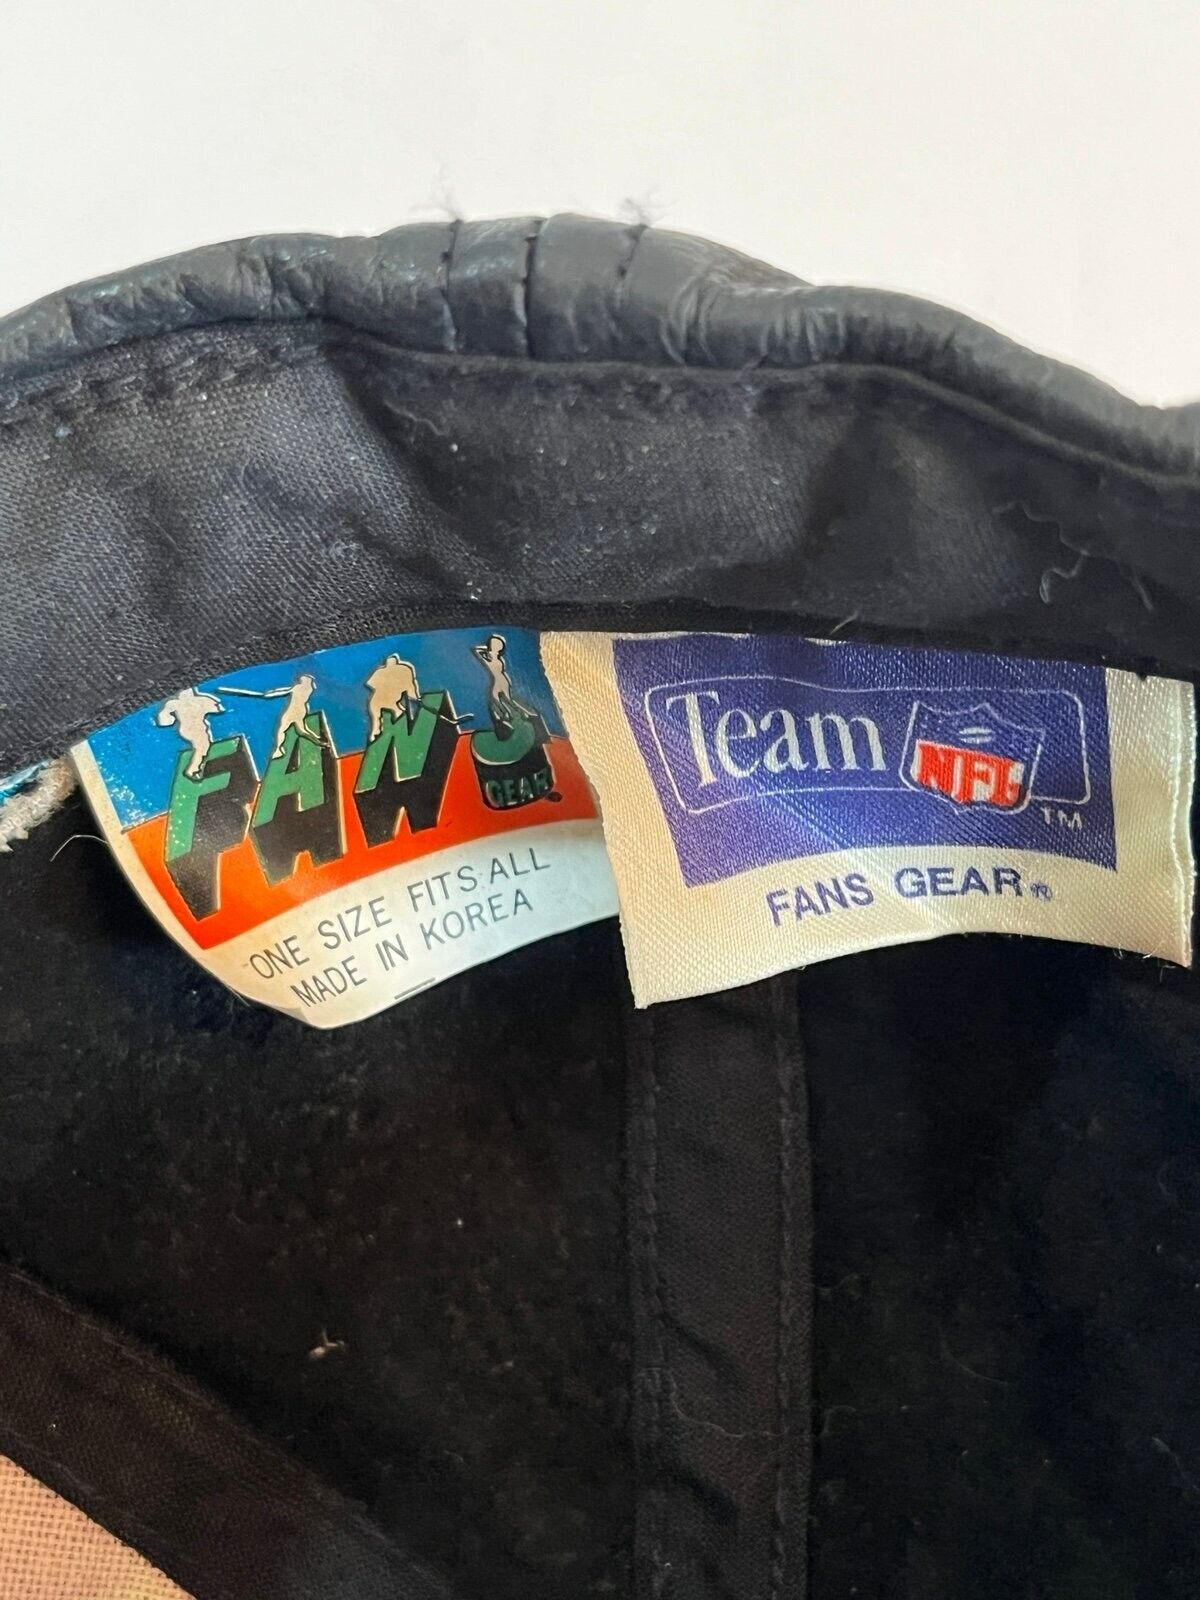 FANS
GEAR®
ONE SIZE FITS ALL
MADE IN KOREA
Team NFL TM
FANS GEAR®